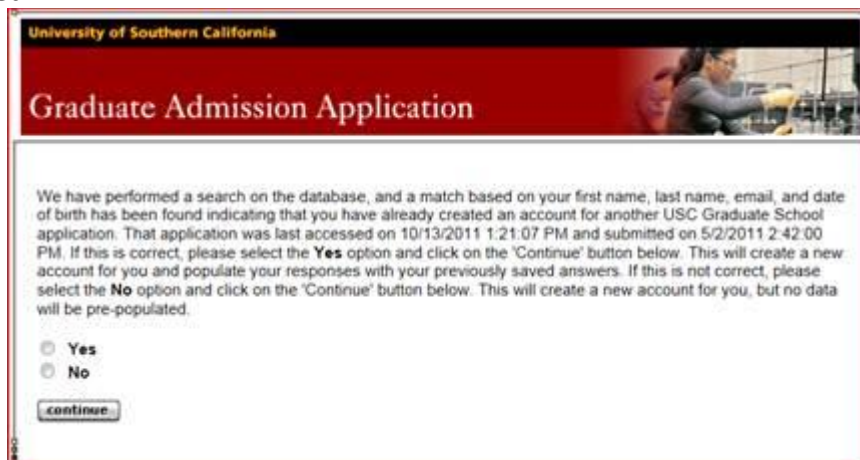 University of Southern California
Graduate Admission Application
We have performed a search on the database, and a match based on your first name, last name, email, and date
of birth has been found indicating that you have already created an account for another USC Graduate School
application. That application was last accessed on 10/13/2011 1:21:07 PM and submitted on 5/2/2011 2:42:00
PM. If this is correct, please select the Yes option and click on the 'Continue' button below. This will create a new
account for you and populate your responses with your previously saved answers. If this is not correct, please
select the No option and click on the 'Continue' button below. This will create a new account for you, but no data
will be pre-populated.
Yes
No
continue